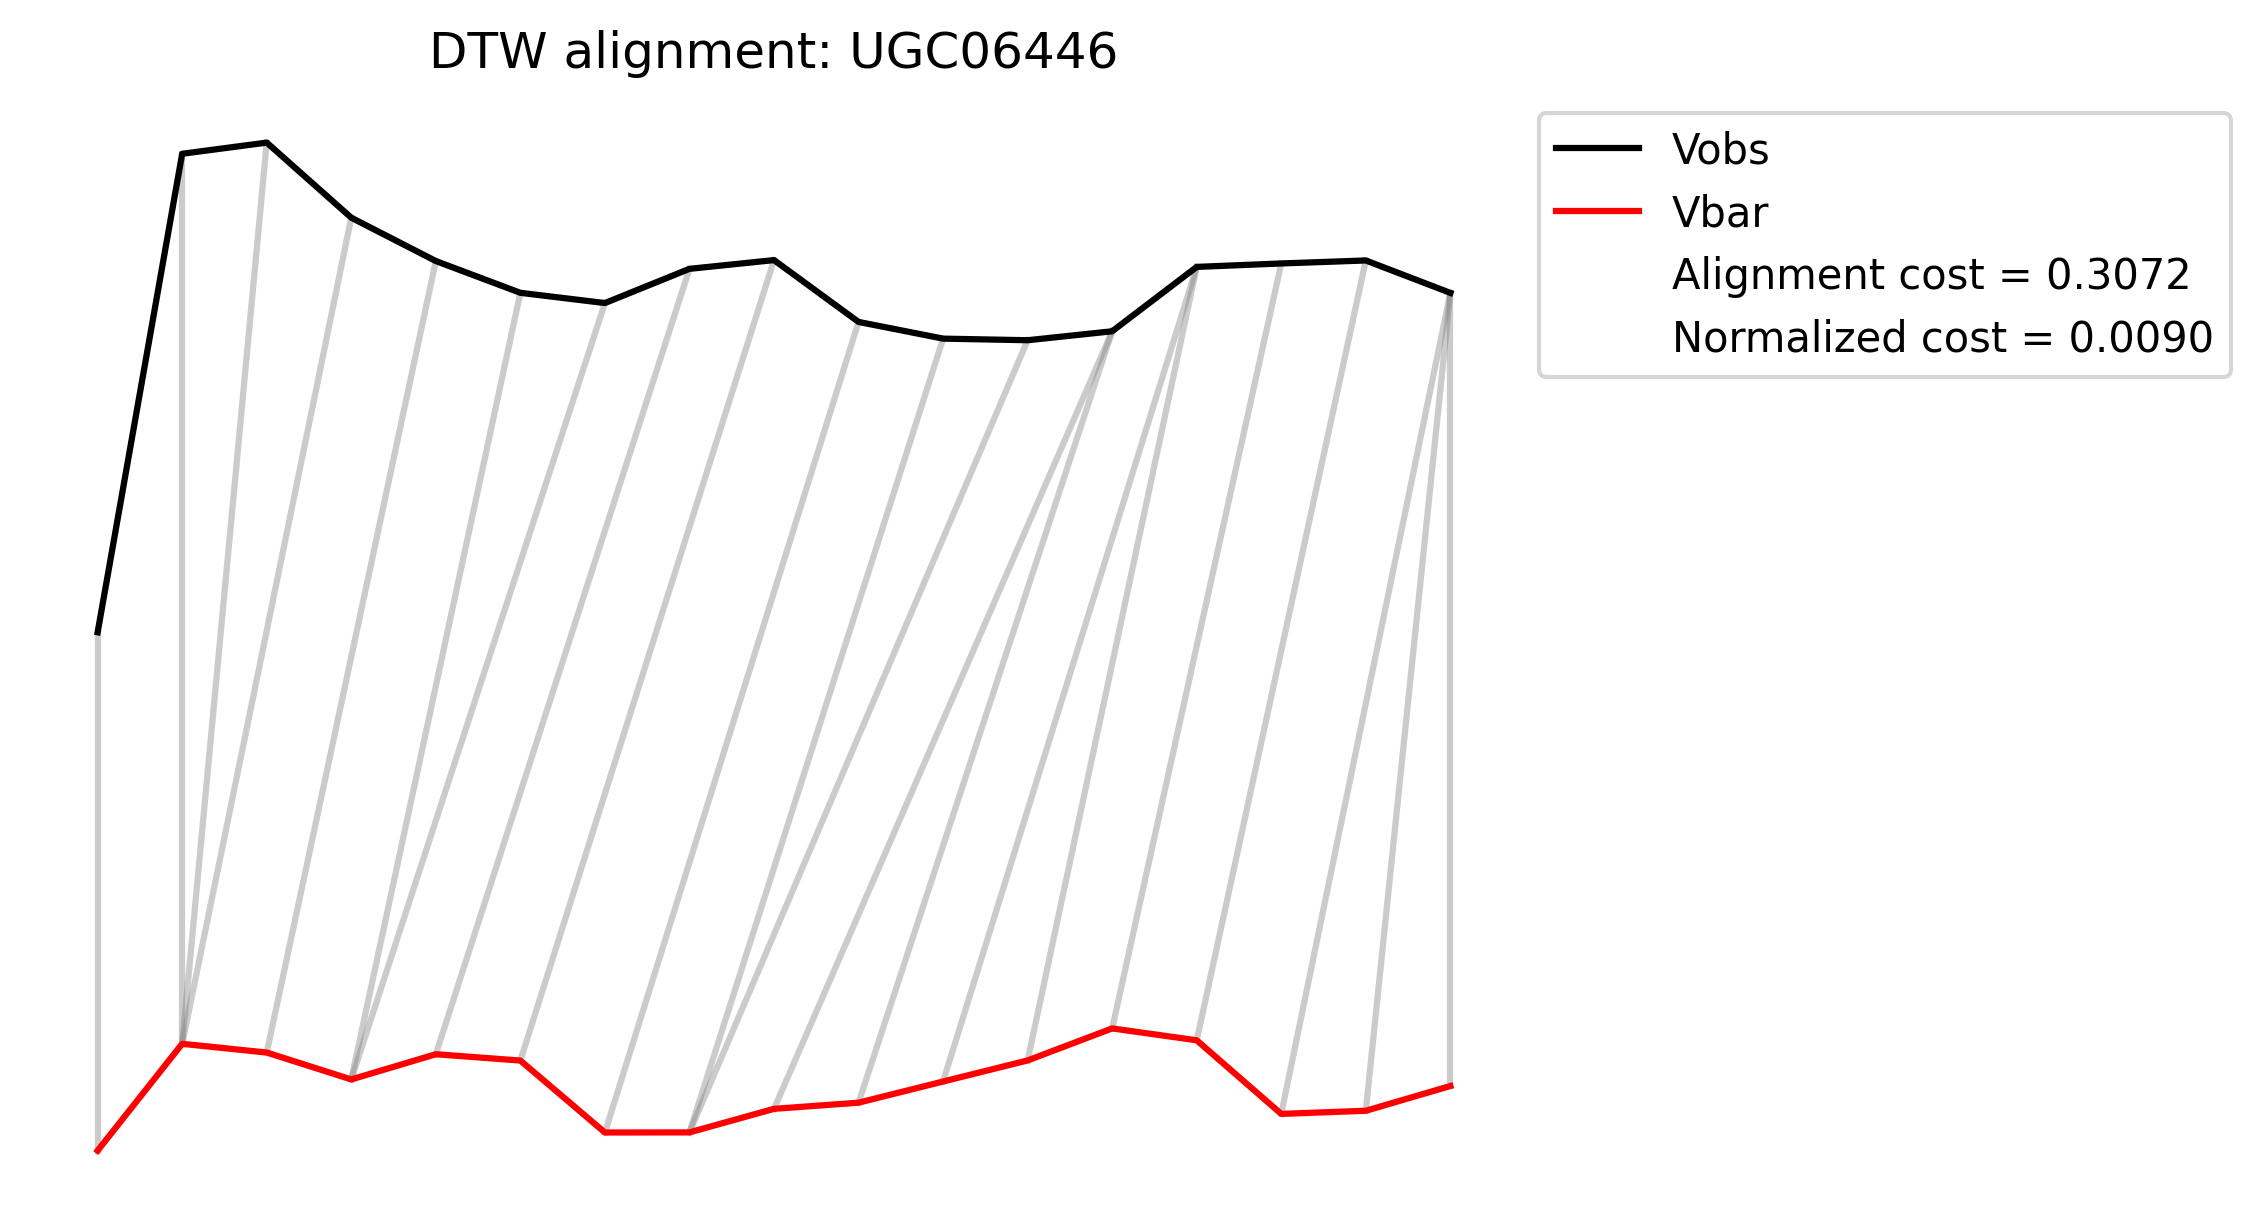 DTW alignment: UGC06446
Vobs
Vbar
Alignment cost = 0.3072
Normalized cost = 0.0090